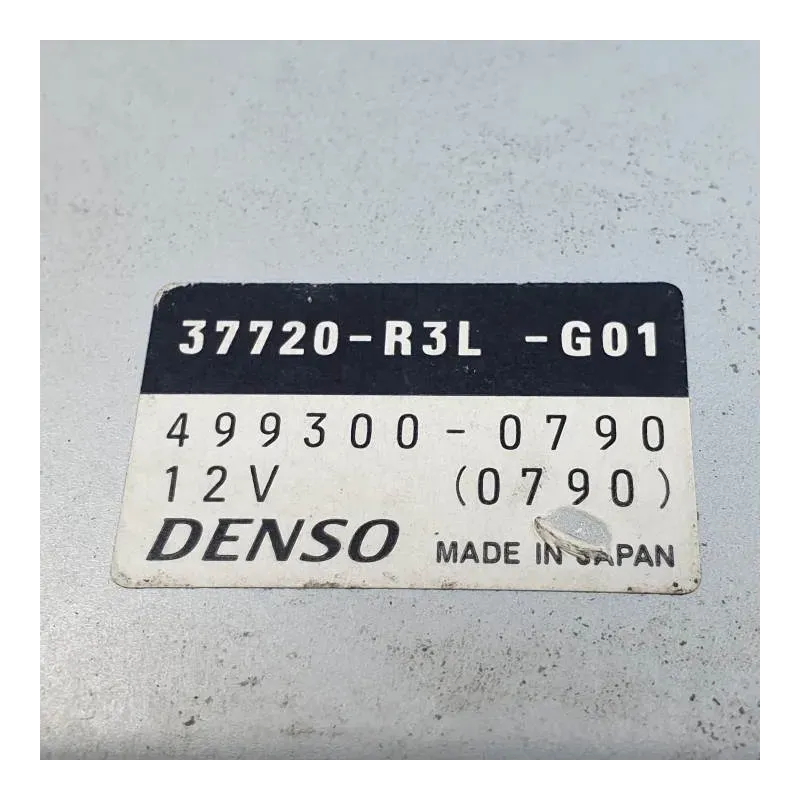 37720-R3L -G01
499300-0790
12V (0790)
DENSO MADE IN JAPAN